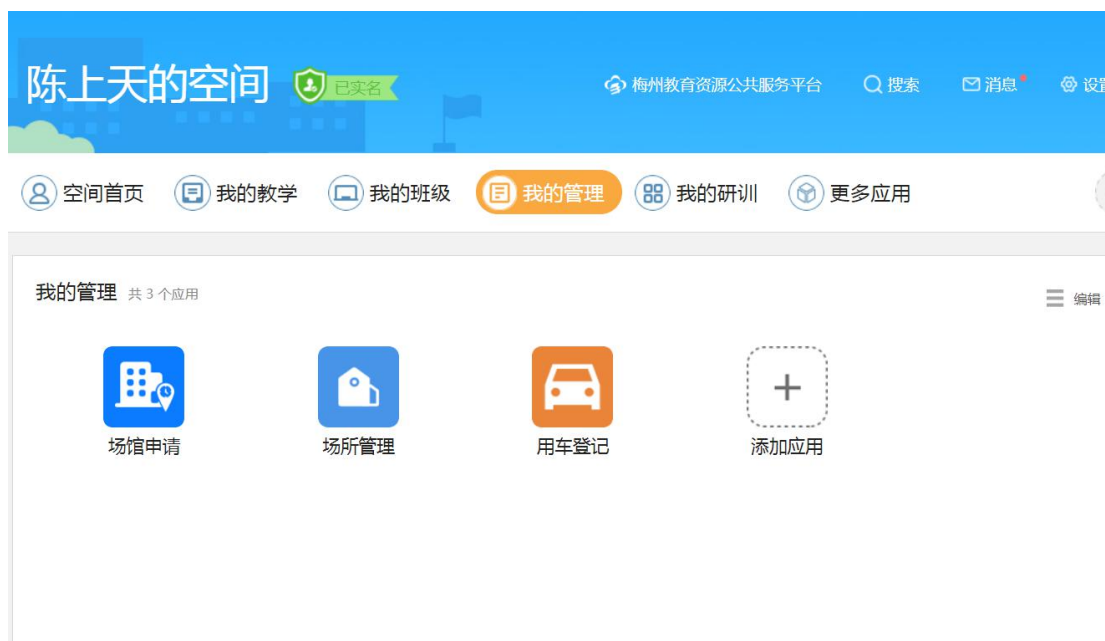 陈上天的空间 已实名 梅州教育资源公共服务平台 搜索 消息 设置
空间首页 我的教学 我的班级 我的管理 我的研训 更多应用
我的管理 共 3 个应用 编辑
场馆申请 场所管理 用车登记 添加应用